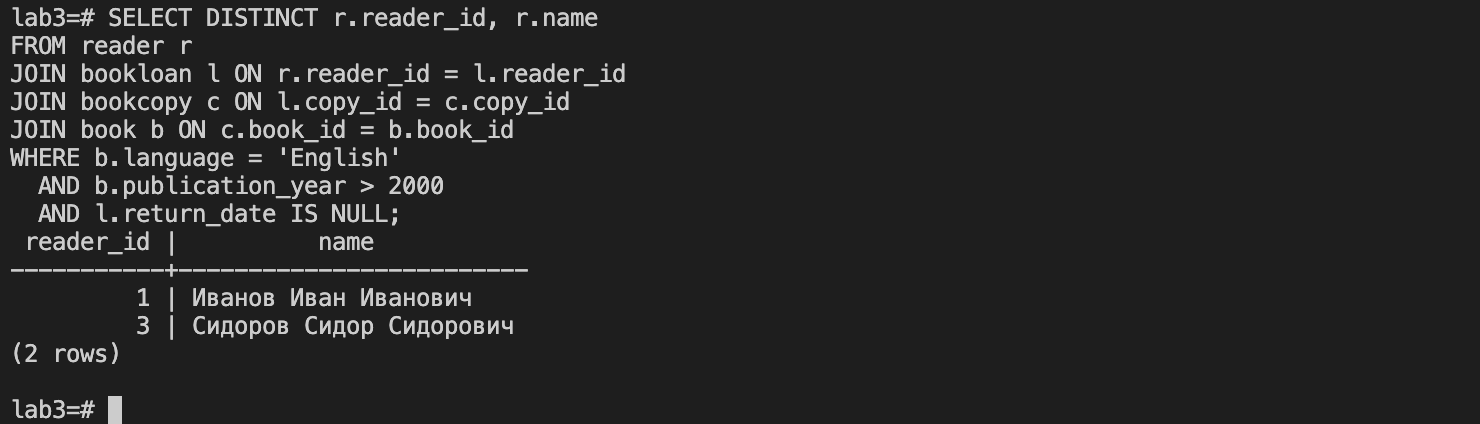 lab3=# SELECT DISTINCT r.reader_id, r.name
FROM reader r
JOIN bookloan l ON r.reader_id = l.reader_id
JOIN bookcopy c ON l.copy_id = c.copy_id
JOIN book b ON c.book_id = b.book_id
WHERE b.language = 'English'
  AND b.publication_year > 2000
  AND l.return_date IS NULL;
 reader_id |          name
-----------+-------------------------
         1 | Иванов Иван Иванович
         3 | Сидоров Сидор Сидорович
(2 rows)
lab3=#